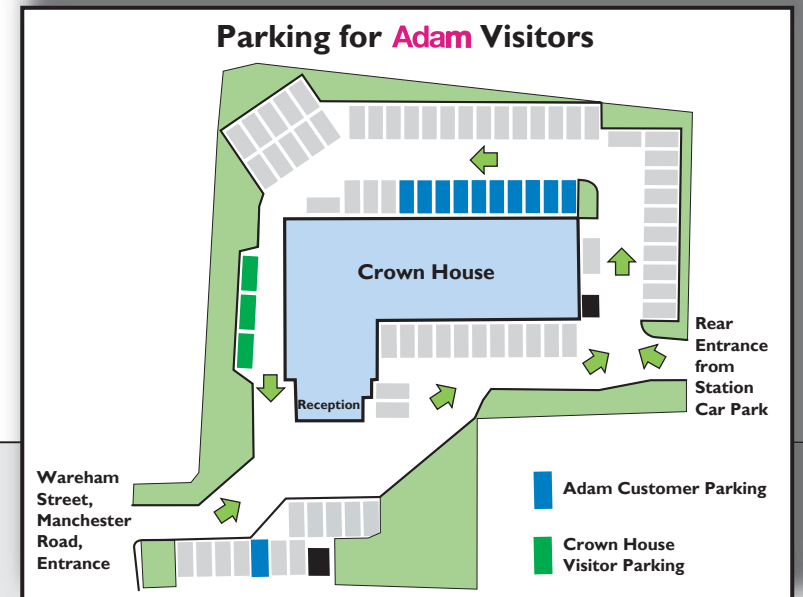 Parking for Adam Visitors
Crown House
Reception
Rear
Entrance
from
Station
Car Park
Wareham
Street,
Manchester
Road,
Entrance
Adam Customer Parking
Crown House
Visitor Parking